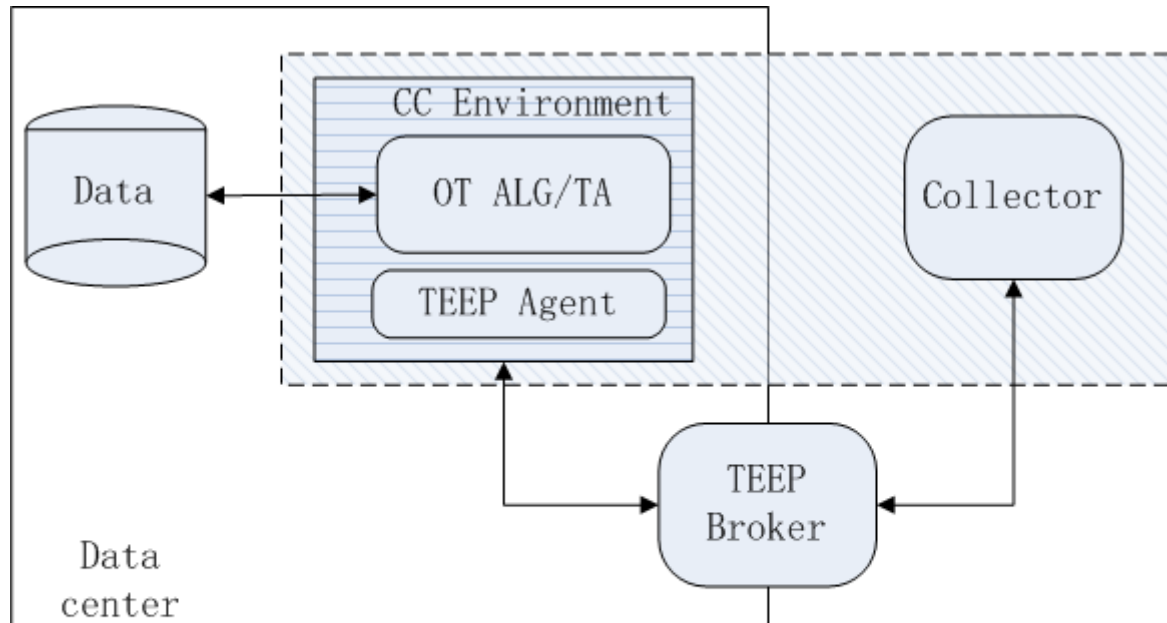 CC Environment
Data
OT ALG/TA
Collector
TEEP Agent
TEEP
Broker
Data
center